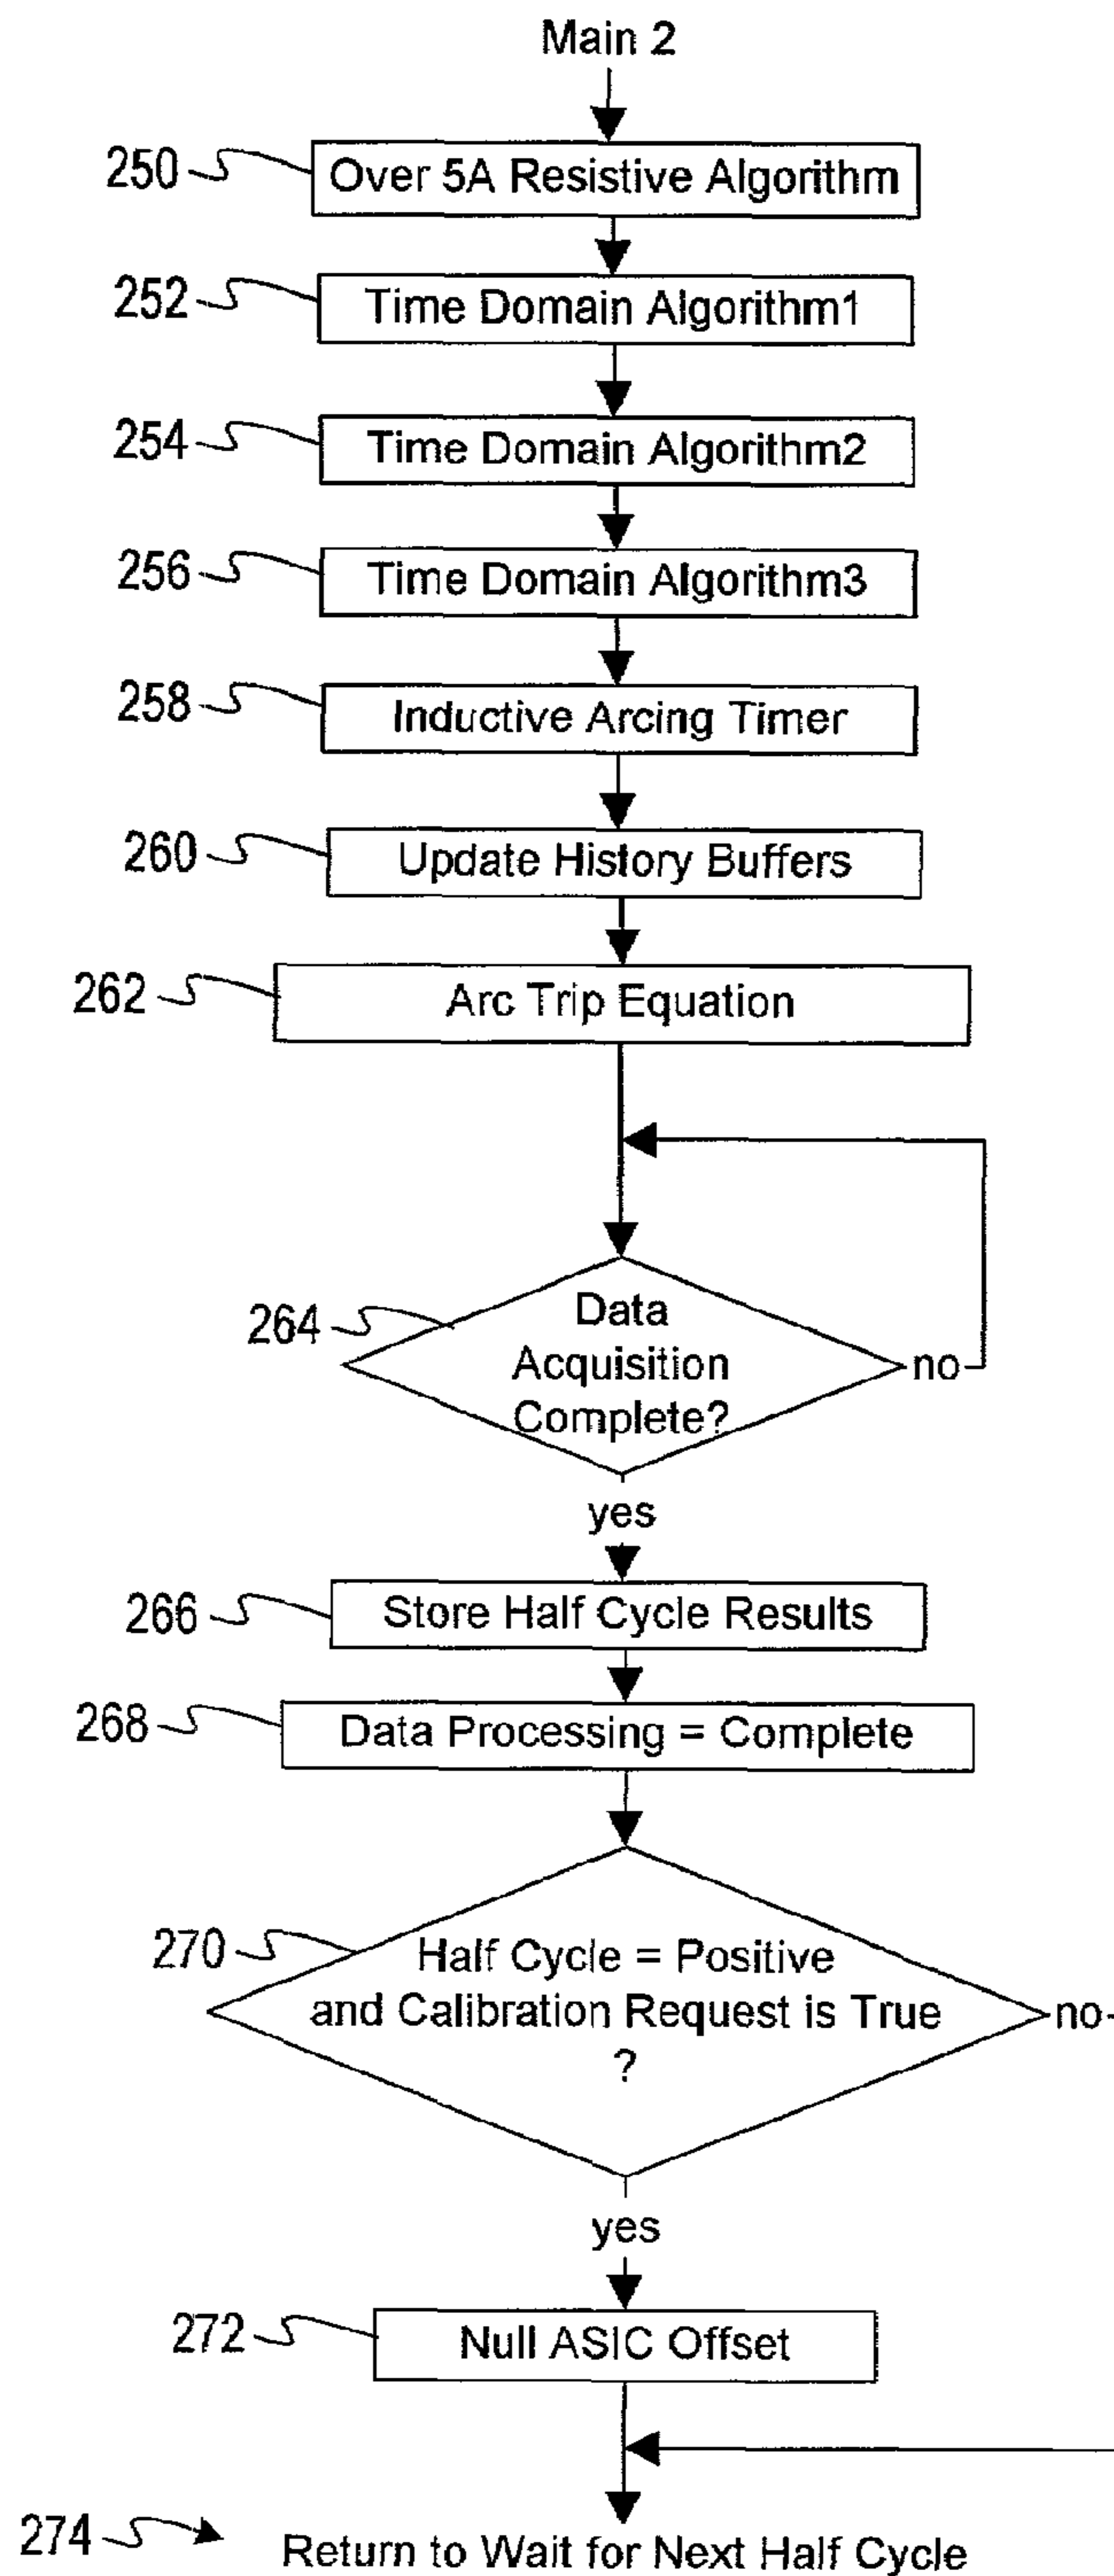 Main 2
250
Over 5A Resistive Algorithm
252
Time Domain Algorithm1
254
Time Domain Algorithm2
256
Time Domain Algorithm3
258
Inductive Arcing Timer
260
Update History Buffers
262
Arc Trip Equation
264
Data
Acquisition
Complete?
no
yes
266
Store Half Cycle Results
268
Data Processing = Complete
270
Half Cycle = Positive
and Calibration Request is True
?
no
yes
272
Null ASIC Offset
274
Return to Wait for Next Half Cycle